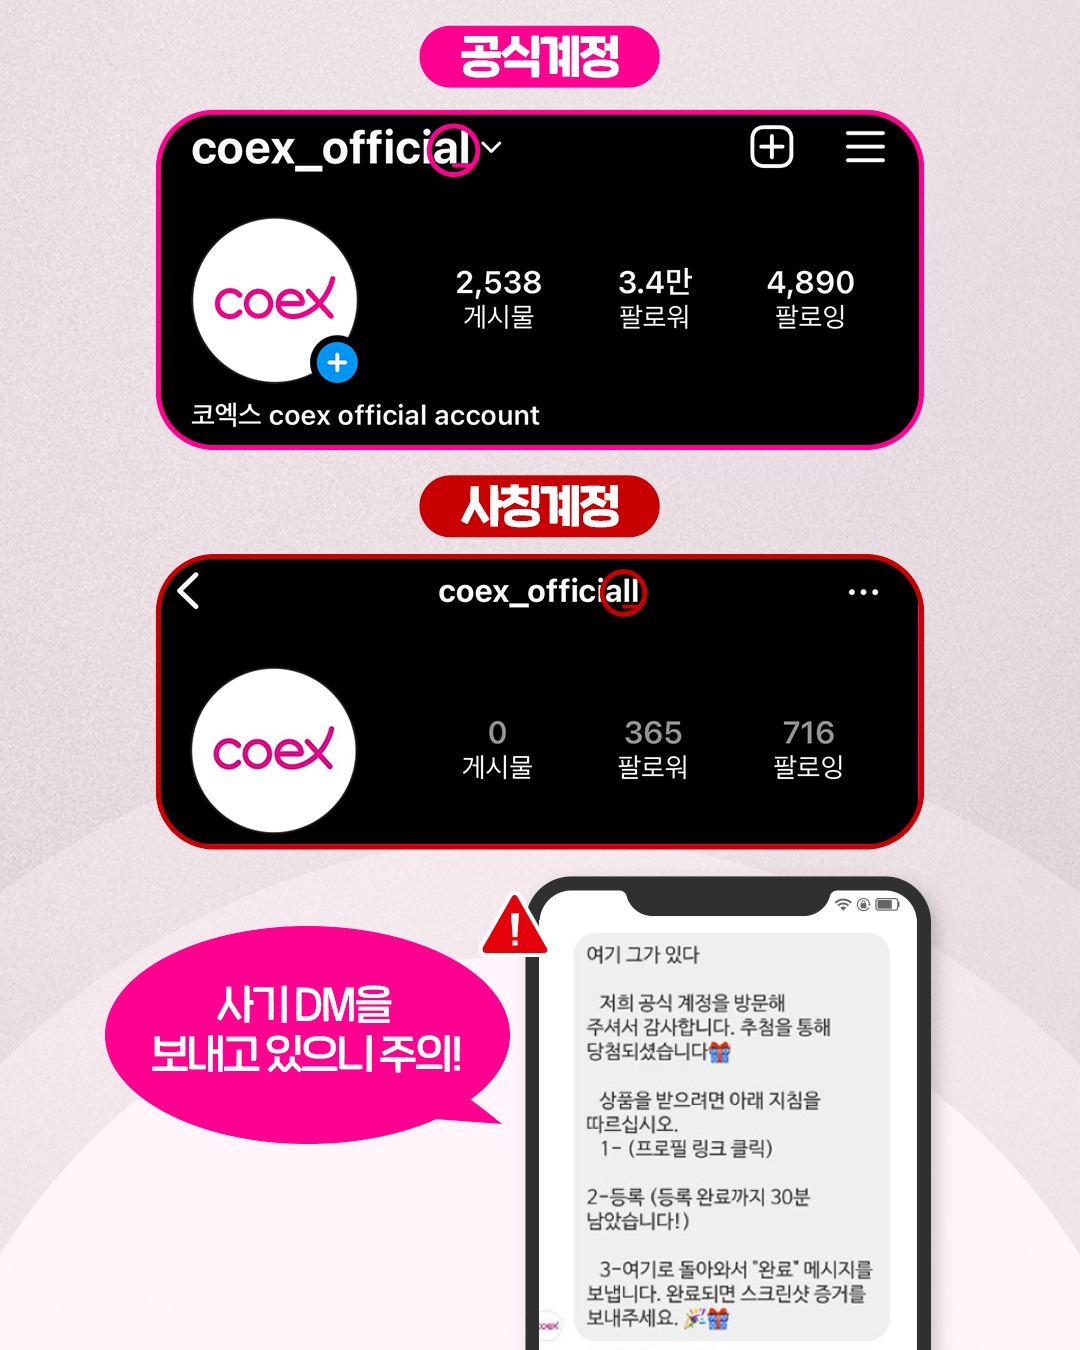 공식계정
coex_official
coex
2,538 3.4만 4,890
게시물 팔로워 팔로잉
코엑스 coex official account
사칭계정
coex_officiall
coex
0 365 716
게시물 팔로워 팔로잉
사기 DM을
보내고 있으니 주의!
여기 그가 있다
저희 공식 계정을 방문해
주셔서 감사합니다. 추첨을 통해
당첨되셨습니다🎁
상품을 받으려면 아래 지침을
따르십시오.
1- (프로필 링크 클릭)
2-등록 (등록 완료까지 30분
남았습니다!)
3-여기로 돌아와서 "완료" 메시지를
보냅니다. 완료되면 스크린샷 증거를
보내주세요. 🎉🎁
coex